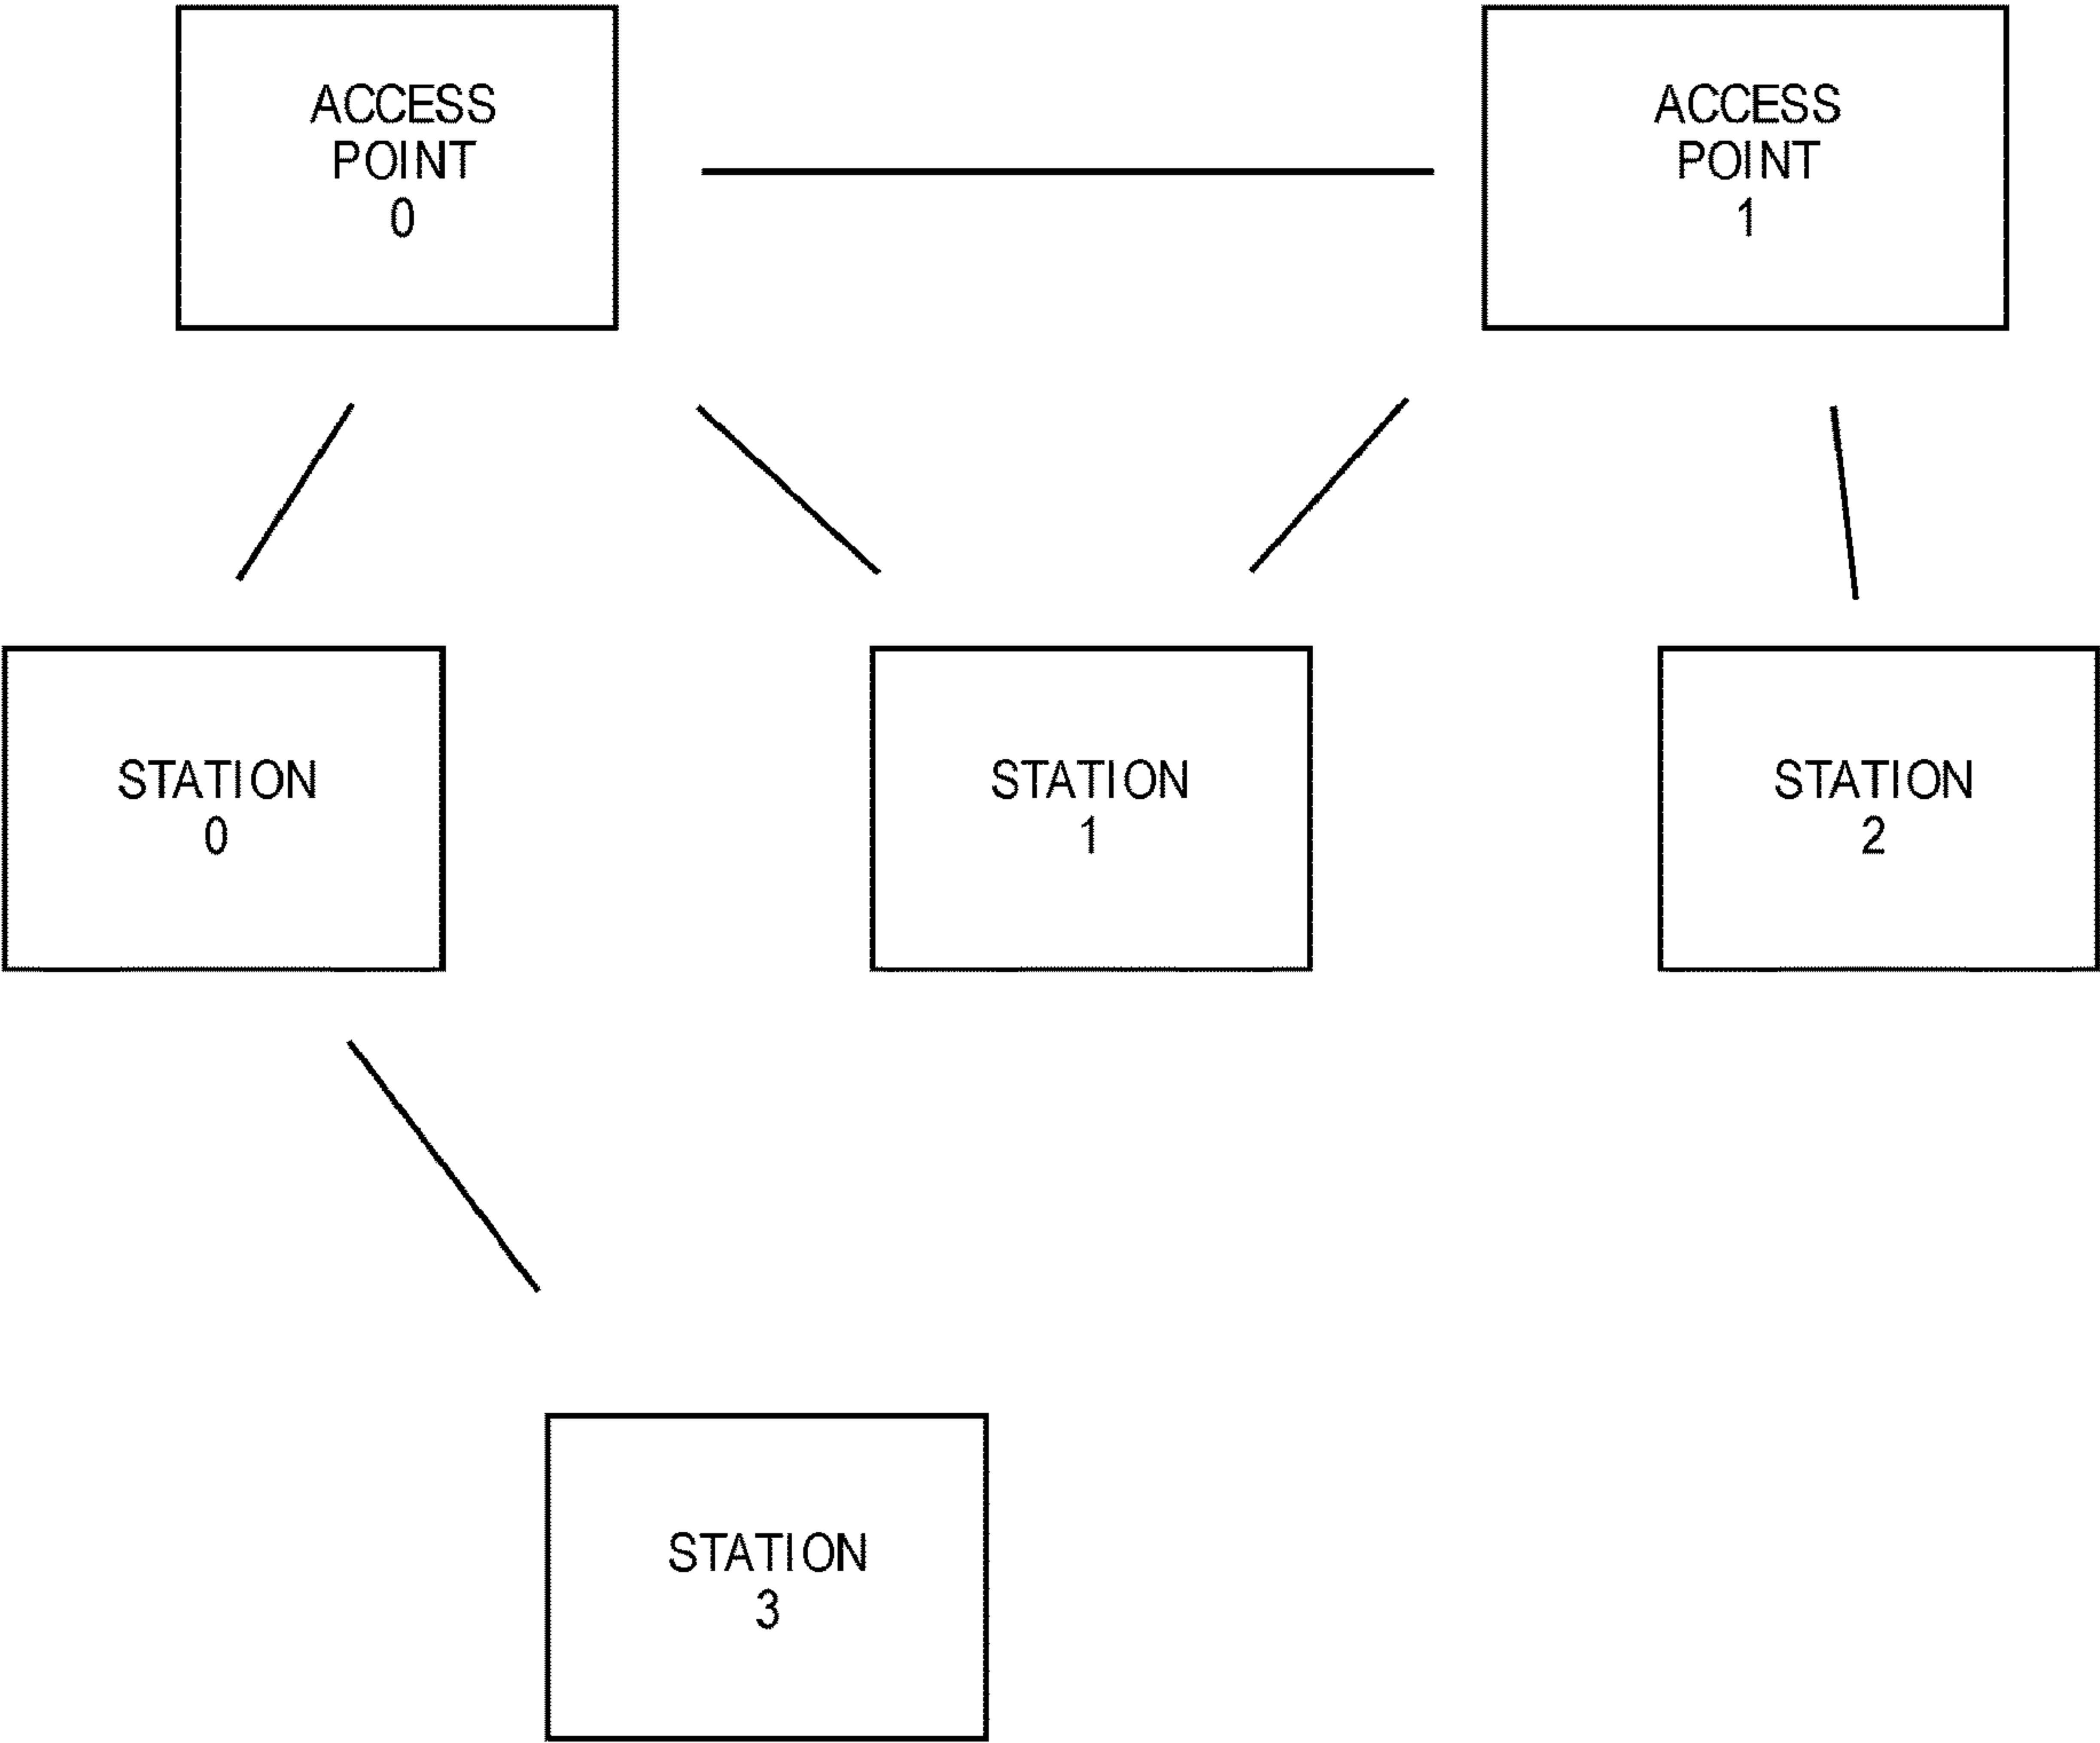 ACCESS
POINT
0
ACCESS
POINT
1
STATION
0
STATION
1
STATION
2
STATION
3